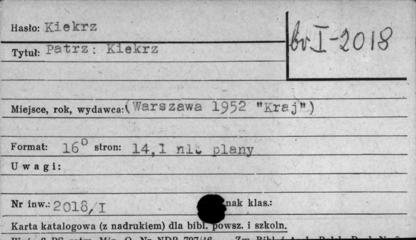 Hasło: Kiekrz
br I-2018
Tytuł: Patrz: Kiekrz
Miejsce, rok, wydawca: (Warszawa 1952 "Kraj")
Format: 16° stron: 14,1 nlb plany
Uwagi:
Nr inw.: 2018/I nak klas.:
Karta katalogowa (z nadrukiem) dla bibl. powsz. i szkoln.